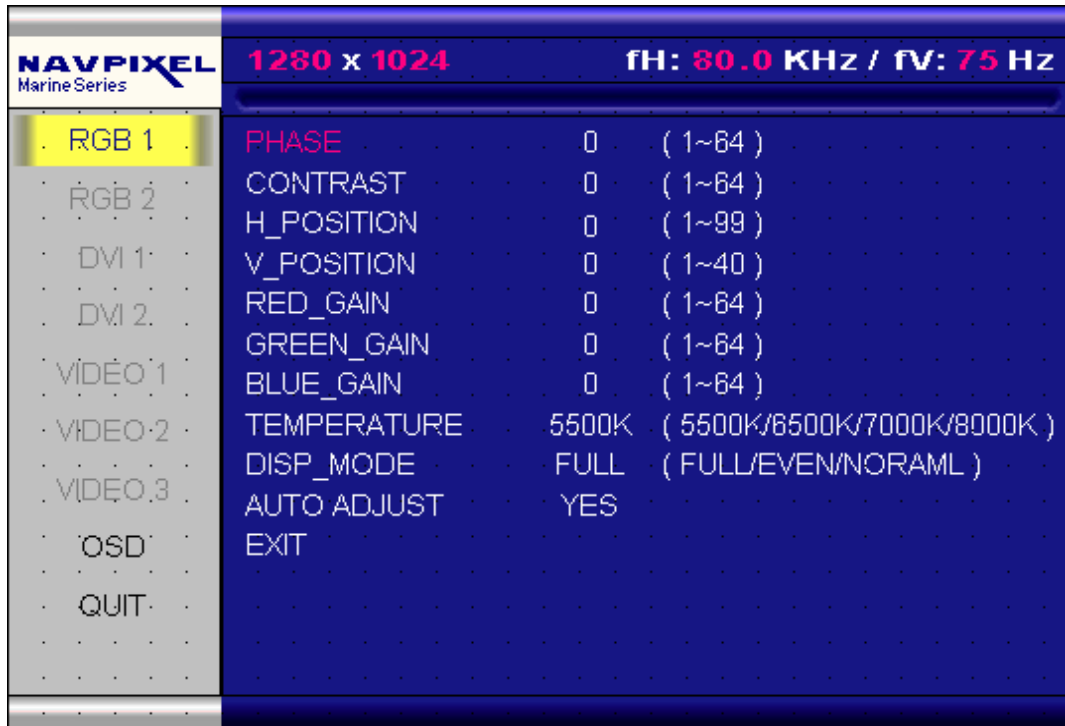 NAVPIXEL
Marine Series
1280 x 1024 fH: 80.0 KHz / fV: 75 Hz
RGB 1
RGB 2
DVI 1
DVI 2
VIDEO 1
VIDEO 2
VIDEO 3
OSD
QUIT
PHASE 0 ( 1~64 )
CONTRAST 0 ( 1~64 )
H_POSITION 0 ( 1~99 )
V_POSITION 0 ( 1~40 )
RED_GAIN 0 ( 1~64 )
GREEN_GAIN 0 ( 1~64 )
BLUE_GAIN 0 ( 1~64 )
TEMPERATURE 5500K ( 5500K/6500K/7000K/8000K )
DISP_MODE FULL ( FULL/EVEN/NORAML )
AUTO ADJUST YES
EXIT